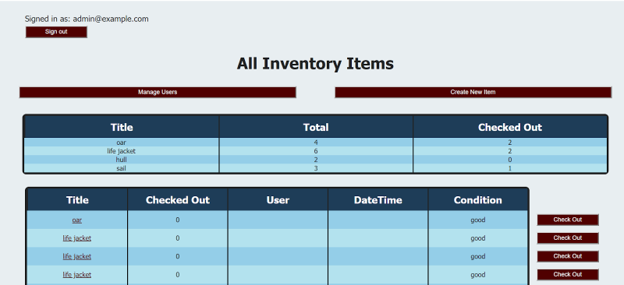 Signed in as: admin@example.com
Sign out
All Inventory Items
Manage Users Create New Item
Title Total Checked Out
oar 4 2
life jacket 6 2
hull 2 0
sail 3 1
Title Checked Out User DateTime Condition
oar 0 good Check Out
life jacket 0 good Check Out
life jacket 0 good Check Out
life jacket 0 good Check Out